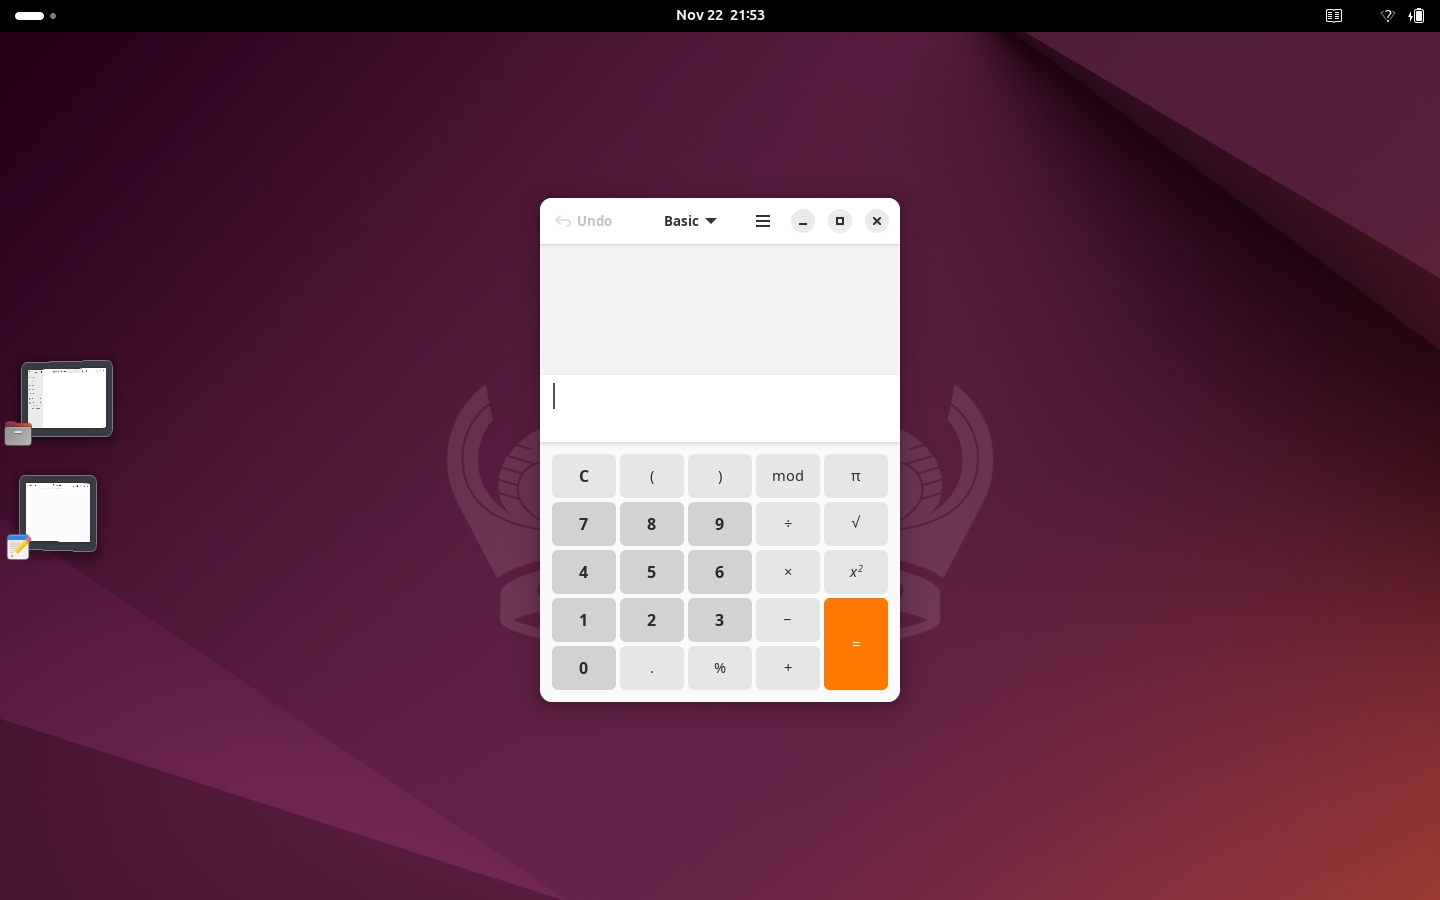 Nov 22 21:53
Undo
Basic
C ( ) mod π
7 8 9 ÷ √
4 5 6 × x²
1 2 3 −
=
0 . % +